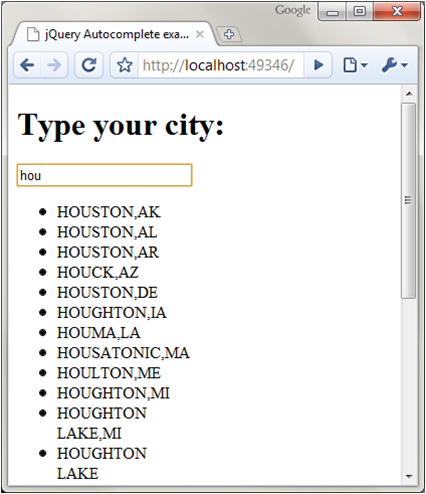 Google
jQuery Autocomplete exa...
http://localhost:49346/
Type your city:
hou
HOUSTON,AK
HOUSTON,AL
HOUSTON,AR
HOUCK,AZ
HOUSTON,DE
HOUGHTON,IA
HOUMA,LA
HOUSATONIC,MA
HOULTON,ME
HOUGHTON,MI
HOUGHTON
LAKE,MI
HOUGHTON
LAKE